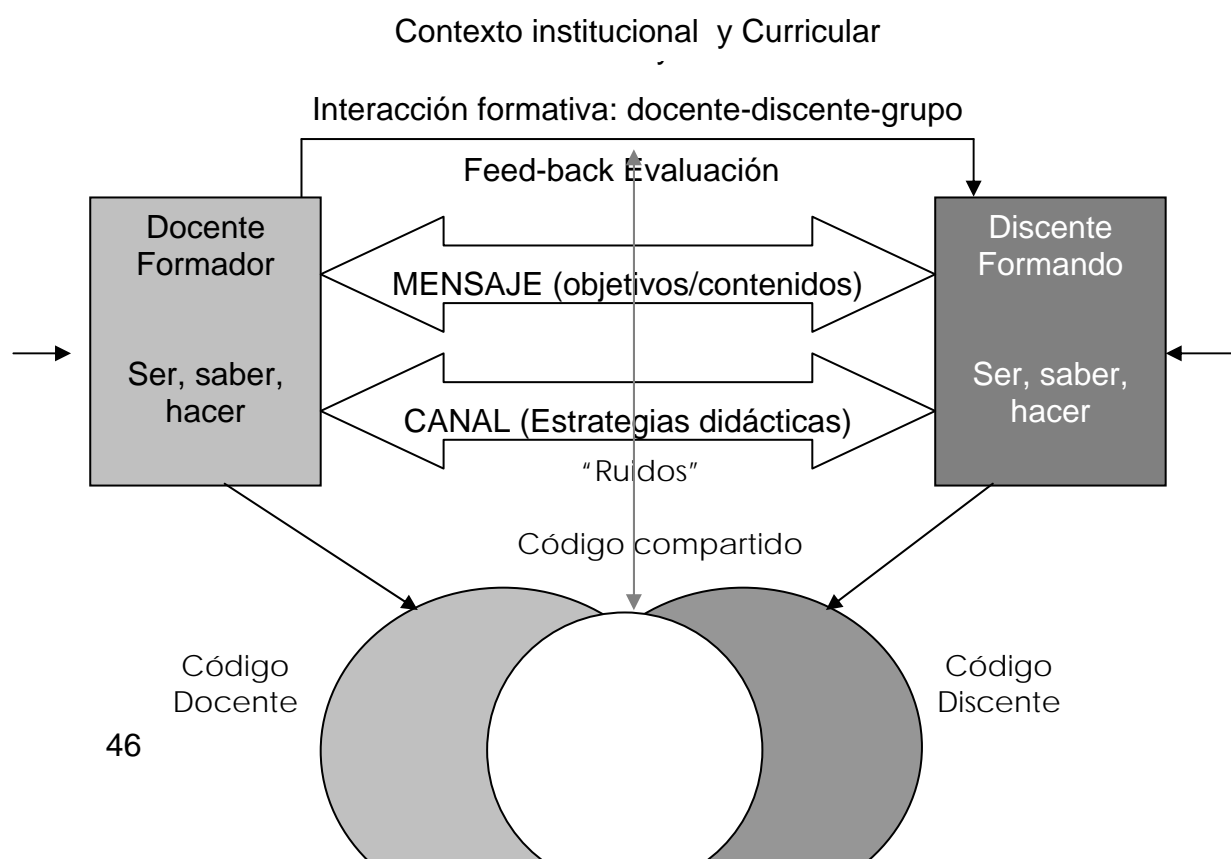 Contexto institucional  y Curricular
Interacción formativa: docente-discente-grupo
Feed-back Evaluación
Docente
Formador
Discente
Formando
MENSAJE (objetivos/contenidos)
Ser, saber,
hacer
Ser, saber,
hacer
CANAL (Estrategias didácticas)
“Ruidos”
Código compartido
Código
Docente
Código
Discente
46